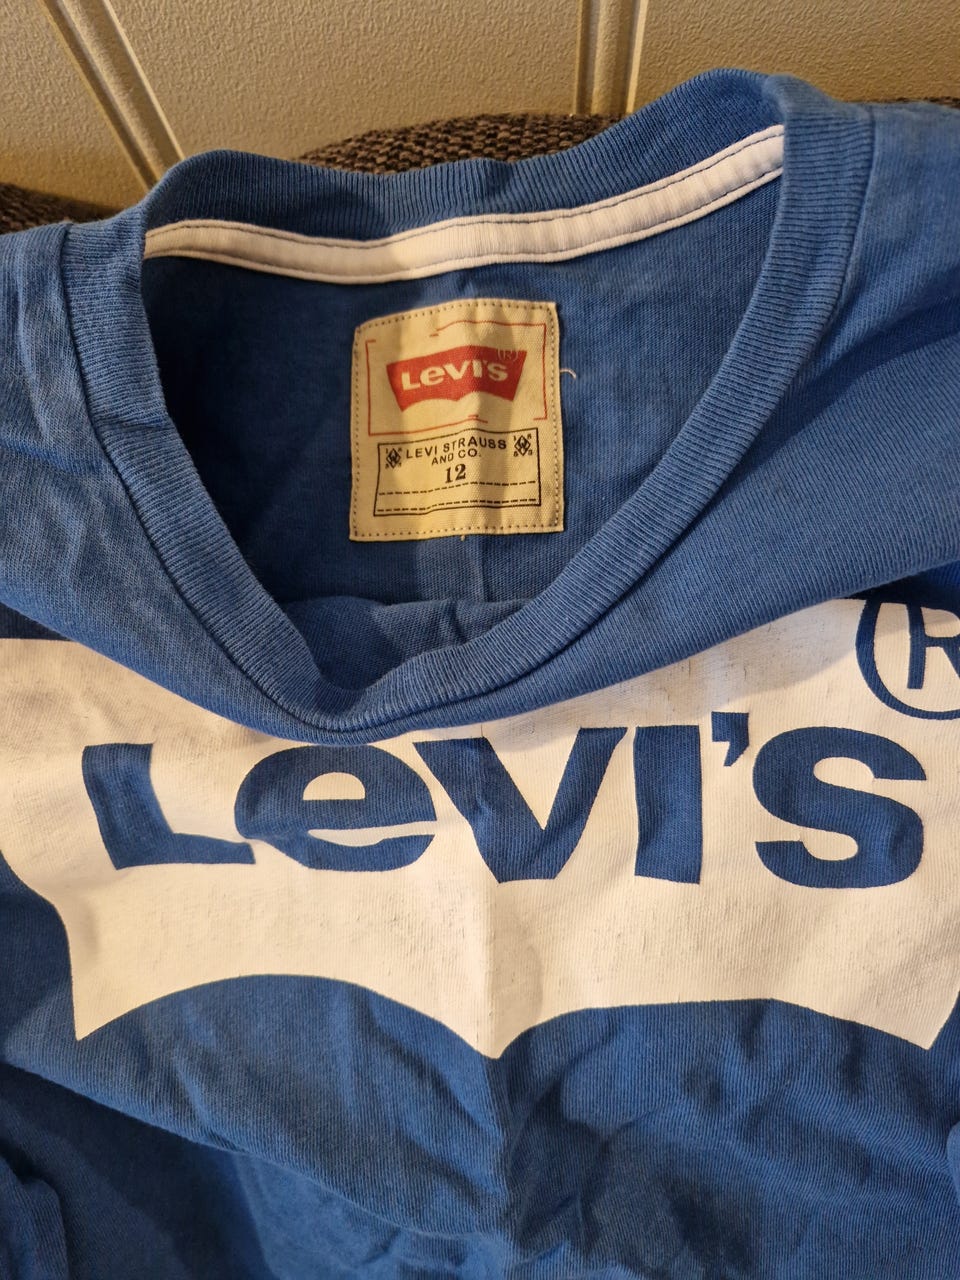 Levi's®
LEVI STRAUSS
AND CO.
12
Levi's®